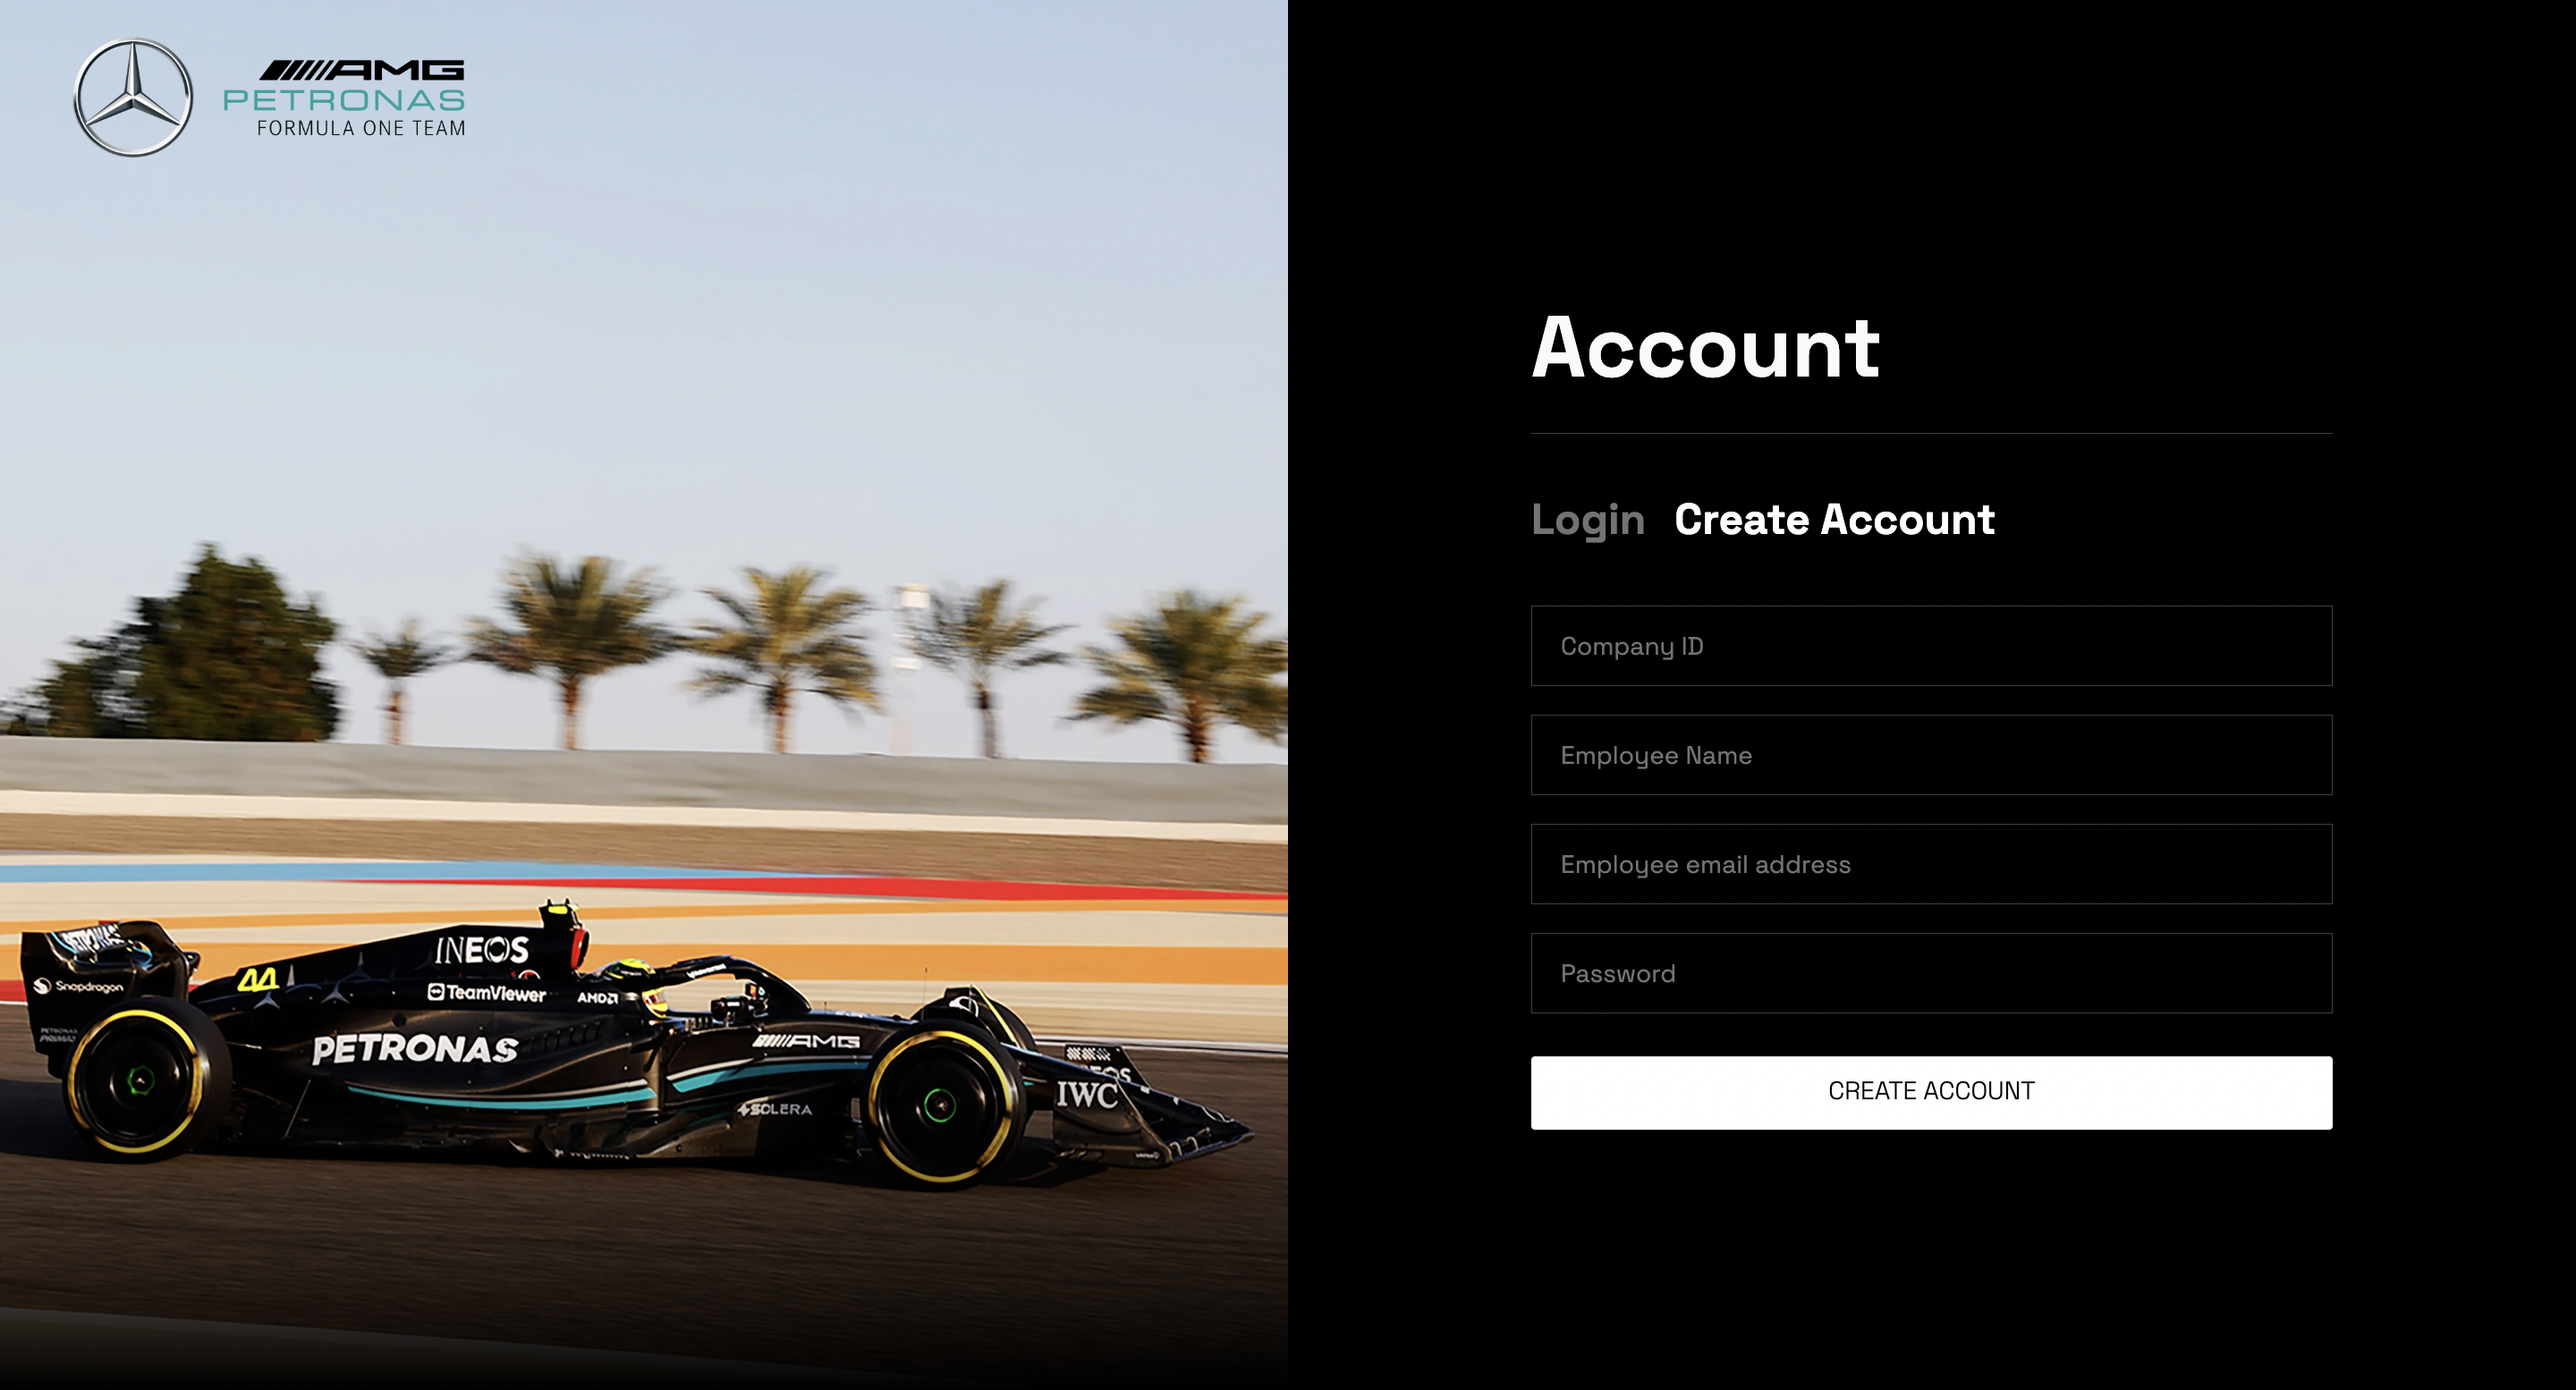 AMG
PETRONAS
FORMULA ONE TEAM
Account
Login Create Account
Company ID
Employee Name
Employee email address
Password
CREATE ACCOUNT
INEOS
44
Snapdragon
TeamViewer
AMD
PETRONAS
AMG
IWC
SOLERA